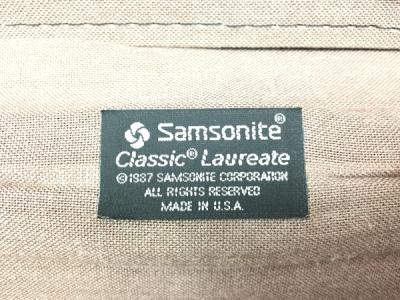 Samsonite®
Classic® Laureate
©1987 SAMSONITE CORPORATION
ALL RIGHTS RESERVED
MADE IN U.S.A.